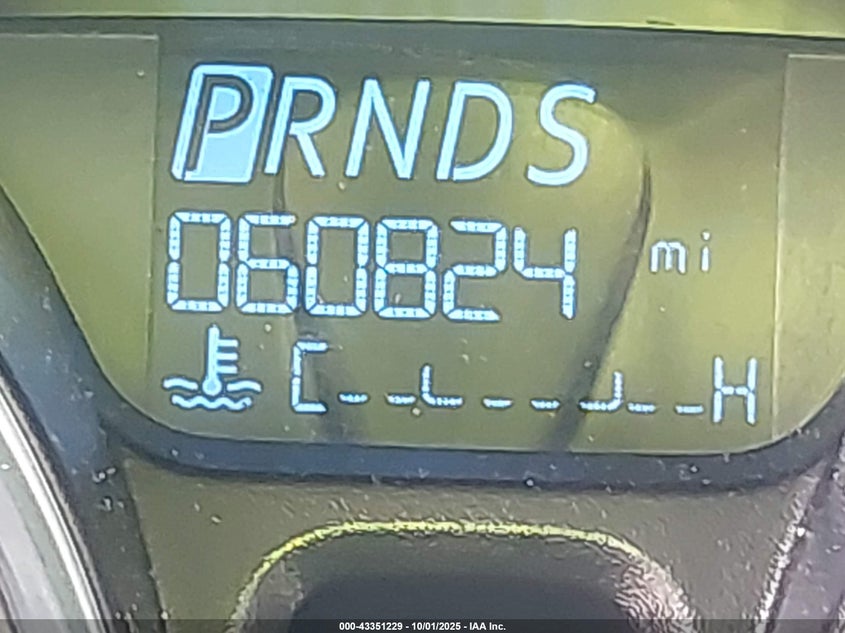 PRNDS
060824 mi
C H
000-43351229 - 10/01/2025 - IAA Inc.